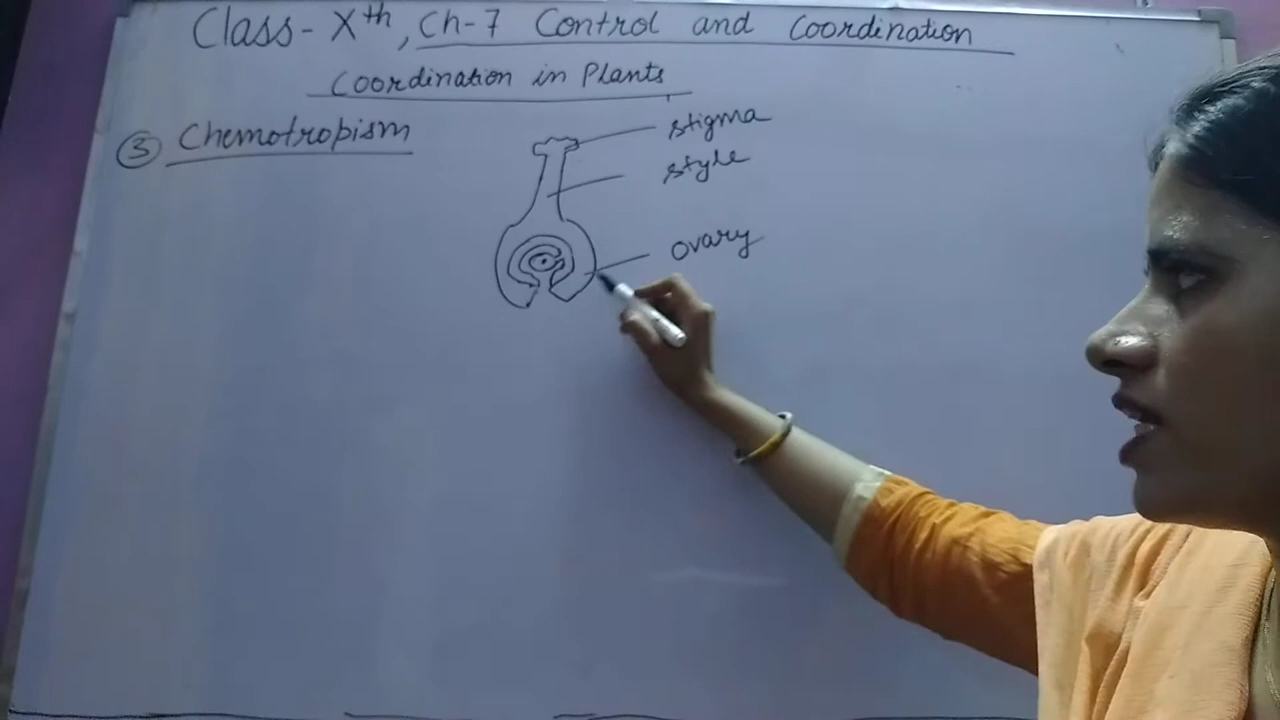 Class - Xth, Ch-7 Control and Coordination
Coordination in Plants
③ Chemotropism
stigma
style
ovary